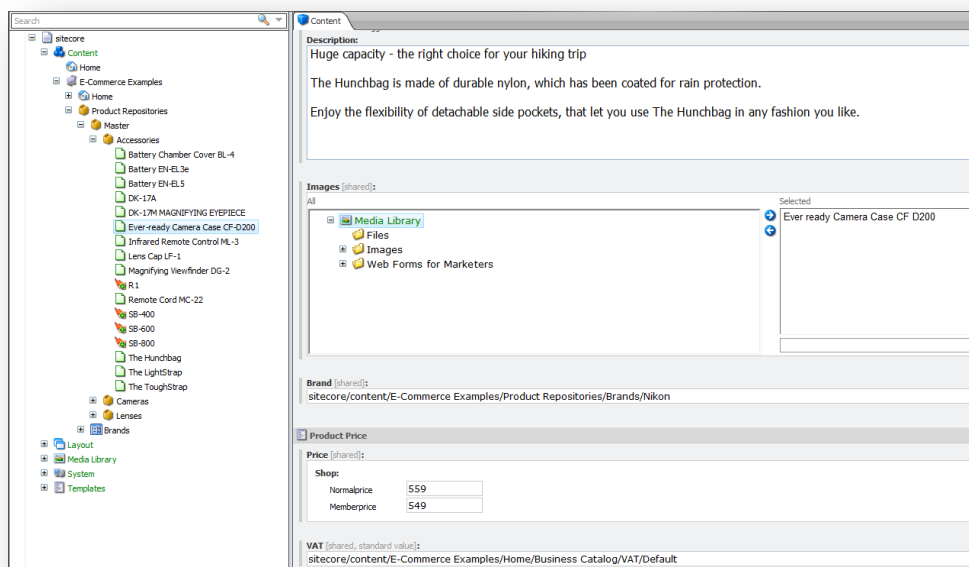 Search
sitecore
Content
Home
E-Commerce Examples
Home
Product Repositories
Master
Accessories
Battery Chamber Cover BL-4
Battery EN-EL3e
Battery EN-EL5
DK-17A
DK-17M MAGNIFYING EYEPIECE
Ever-ready Camera Case CF-D200
Infrared Remote Control ML-3
Lens Cap LF-1
Magnifying Viewfinder DG-2
R1
Remote Cord MC-22
SB-400
SB-600
SB-800
The Hunchbag
The LightStrap
The ToughStrap
Cameras
Lenses
Brands
Layout
Media Library
System
Templates
Content
Description:
Huge capacity - the right choice for your hiking trip
The Hunchbag is made of durable nylon, which has been coated for rain protection.
Enjoy the flexibility of detachable side pockets, that let you use The Hunchbag in any fashion you like.
Images [shared]:
All
Selected
Media Library
Files
Images
Web Forms for Marketers
Ever ready Camera Case CF D200
Brand [shared]:
sitecore/content/E-Commerce Examples/Product Repositories/Brands/Nikon
Product Price
Price [shared]:
Shop:
Normalprice 559
Memberprice 549
VAT [shared, standard value]:
sitecore/content/E-Commerce Examples/Home/Business Catalog/VAT/Default